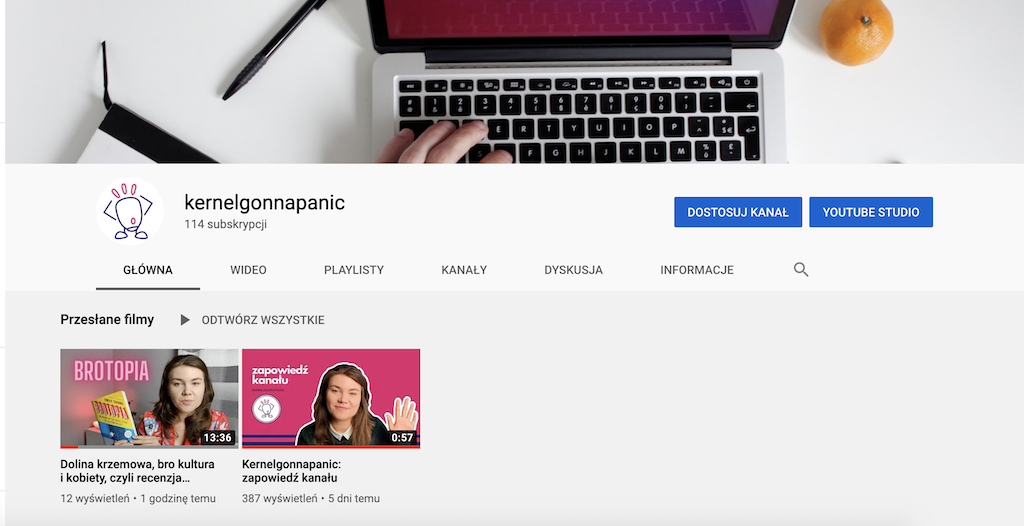 kernelgonnapanic
114 subskrypcji
DOSTOSUJ KANAŁ
YOUTUBE STUDIO
GŁÓWNA
WIDEO
PLAYLISTY
KANAŁY
DYSKUSJA
INFORMACJE
Przesłane filmy
ODTWÓRZ WSZYSTKIE
BROTOPIA
BROTOPIA
13:36
zapowiedź
kanału
0:57
Dolina krzemowa, bro kultura
i kobiety, czyli recenzja…
12 wyświetleń • 1 godzinę temu
Kernelgonnapanic:
zapowiedź kanału
387 wyświetleń • 5 dni temu